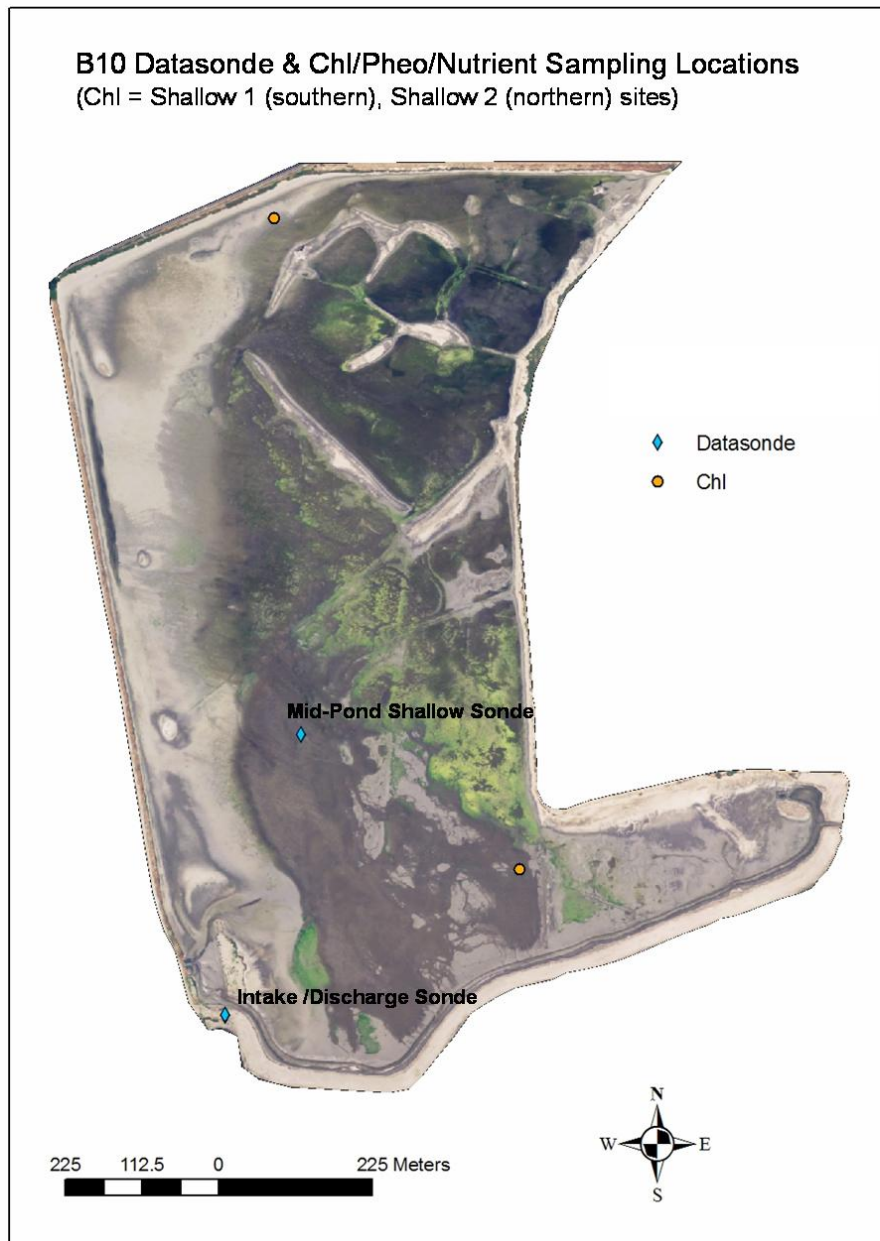 B10 Datasonde & Chl/Pheo/Nutrient Sampling Locations
(Chl = Shallow 1 (southern), Shallow 2 (northern) sites)
Datasonde
Chl
Mid-Pond Shallow Sonde
Intake /Discharge Sonde
N
W E
S
225 112.5 0 225 Meters